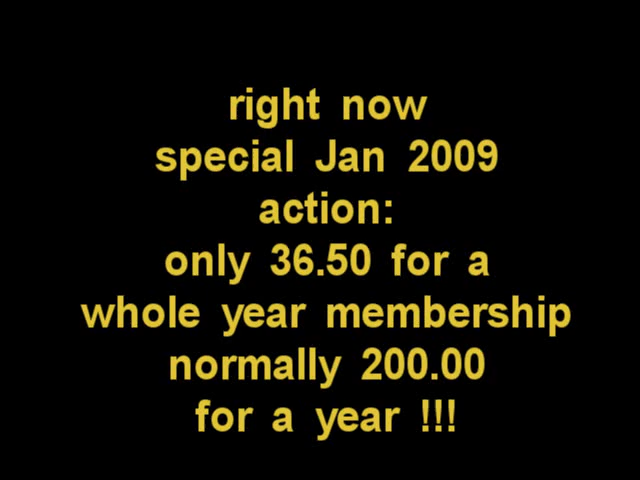 right now
special Jan 2009
action:
only 36.50 for a
whole year membership
normally 200.00
for a year !!!